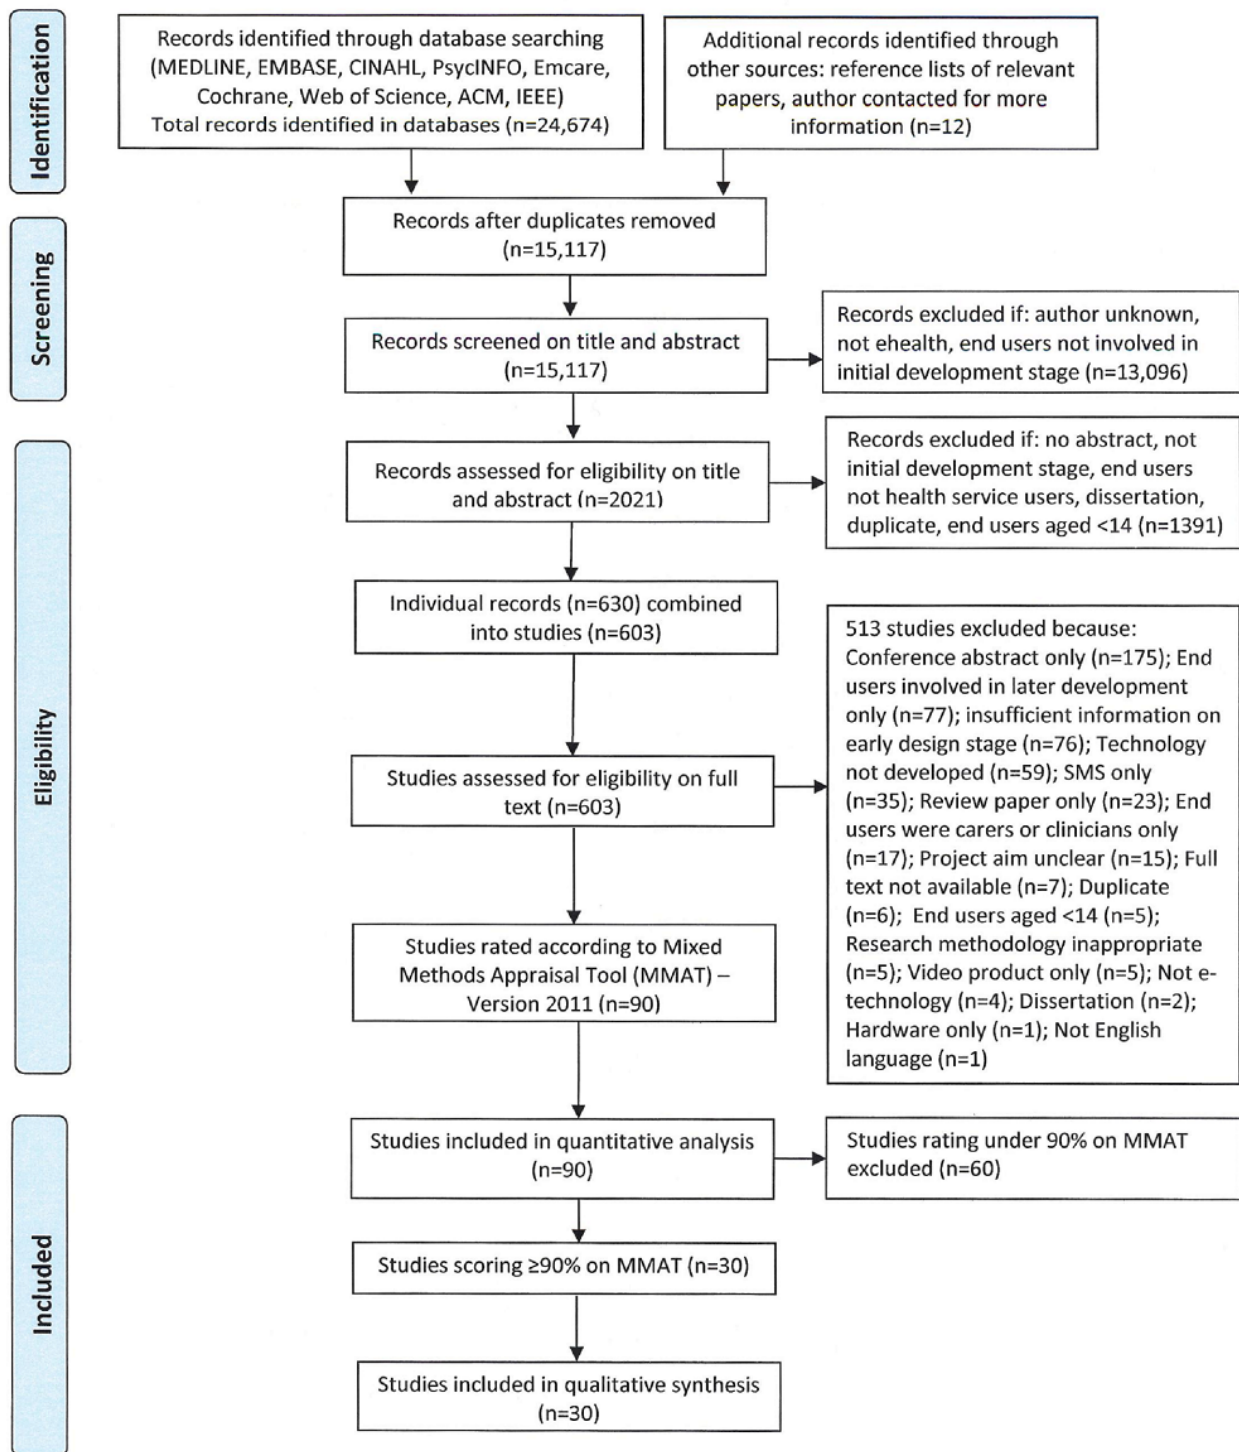 Identification
Records identified through database searching
(MEDLINE, EMBASE, CINAHL, PsycINFO, Emcare,
Cochrane, Web of Science, ACM, IEEE)
Total records identified in databases (n=24,674)
Additional records identified through
other sources: reference lists of relevant
papers, author contacted for more
information (n=12)
Screening
Records after duplicates removed
(n=15,117)
Records screened on title and abstract
(n=15,117)
Records excluded if: author unknown,
not ehealth, end users not involved in
initial development stage (n=13,096)
Eligibility
Records assessed for eligibility on title
and abstract (n=2021)
Records excluded if: no abstract, not
initial development stage, end users
not health service users, dissertation,
duplicate, end users aged <14 (n=1391)
Individual records (n=630) combined
into studies (n=603)
Studies assessed for eligibility on full
text (n=603)
513 studies excluded because:
Conference abstract only (n=175); End
users involved in later development
only (n=77); insufficient information on
early design stage (n=76); Technology
not developed (n=59); SMS only
(n=35); Review paper only (n=23); End
users were carers or clinicians only
(n=17); Project aim unclear (n=15); Full
text not available (n=7); Duplicate
(n=6); End users aged <14 (n=5);
Research methodology inappropriate
(n=5); Video product only (n=5); Not e-
technology (n=4); Dissertation (n=2);
Hardware only (n=1); Not English
language (n=1)
Studies rated according to Mixed
Methods Appraisal Tool (MMAT) –
Version 2011 (n=90)
Included
Studies included in quantitative analysis
(n=90)
Studies rating under 90% on MMAT
excluded (n=60)
Studies scoring ≥90% on MMAT (n=30)
Studies included in qualitative synthesis
(n=30)